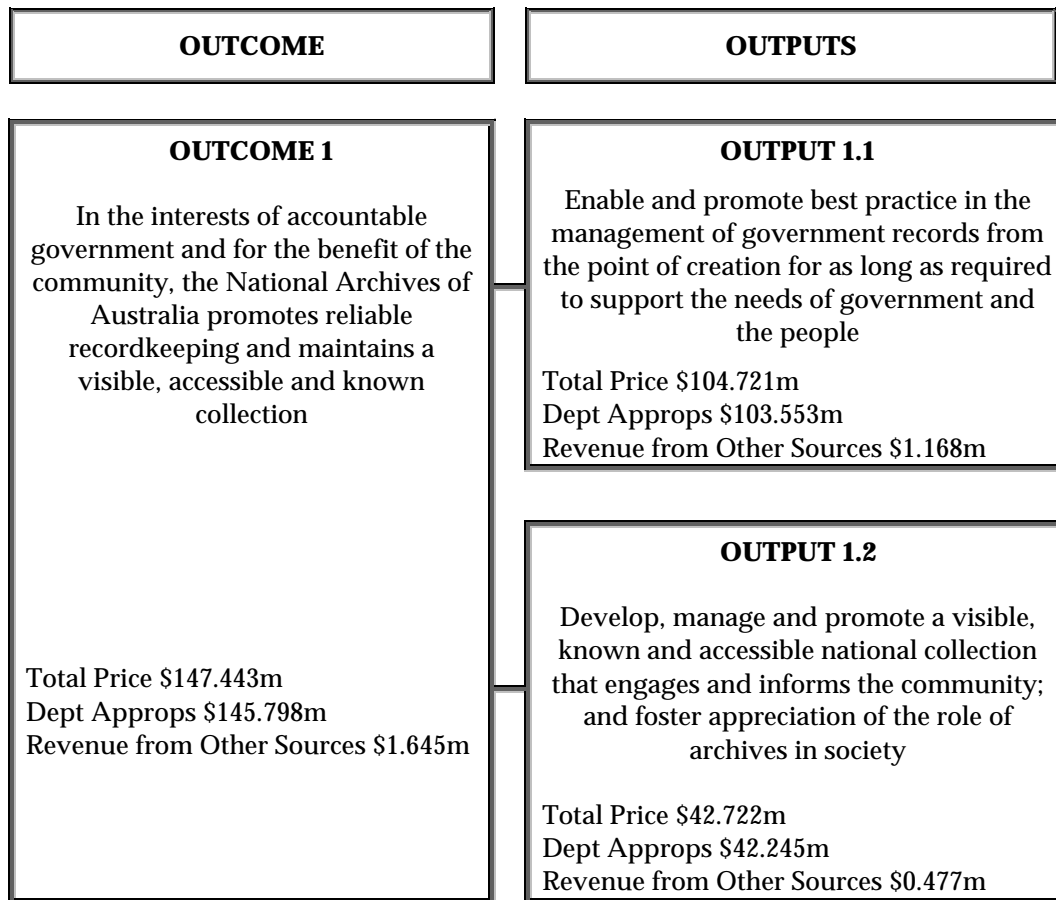 OUTCOME
OUTPUTS
OUTCOME 1
In the interests of accountable
government and for the benefit of the
community, the National Archives of
Australia promotes reliable
recordkeeping and maintains a
visible, accessible and known
collection
Total Price $147.443m
Dept Approps $145.798m
Revenue from Other Sources $1.645m
OUTPUT 1.1
Enable and promote best practice in the
management of government records from
the point of creation for as long as required
to support the needs of government and
the people
Total Price $104.721m
Dept Approps $103.553m
Revenue from Other Sources $1.168m
OUTPUT 1.2
Develop, manage and promote a visible,
known and accessible national collection
that engages and informs the community;
and foster appreciation of the role of
archives in society
Total Price $42.722m
Dept Approps $42.245m
Revenue from Other Sources $0.477m